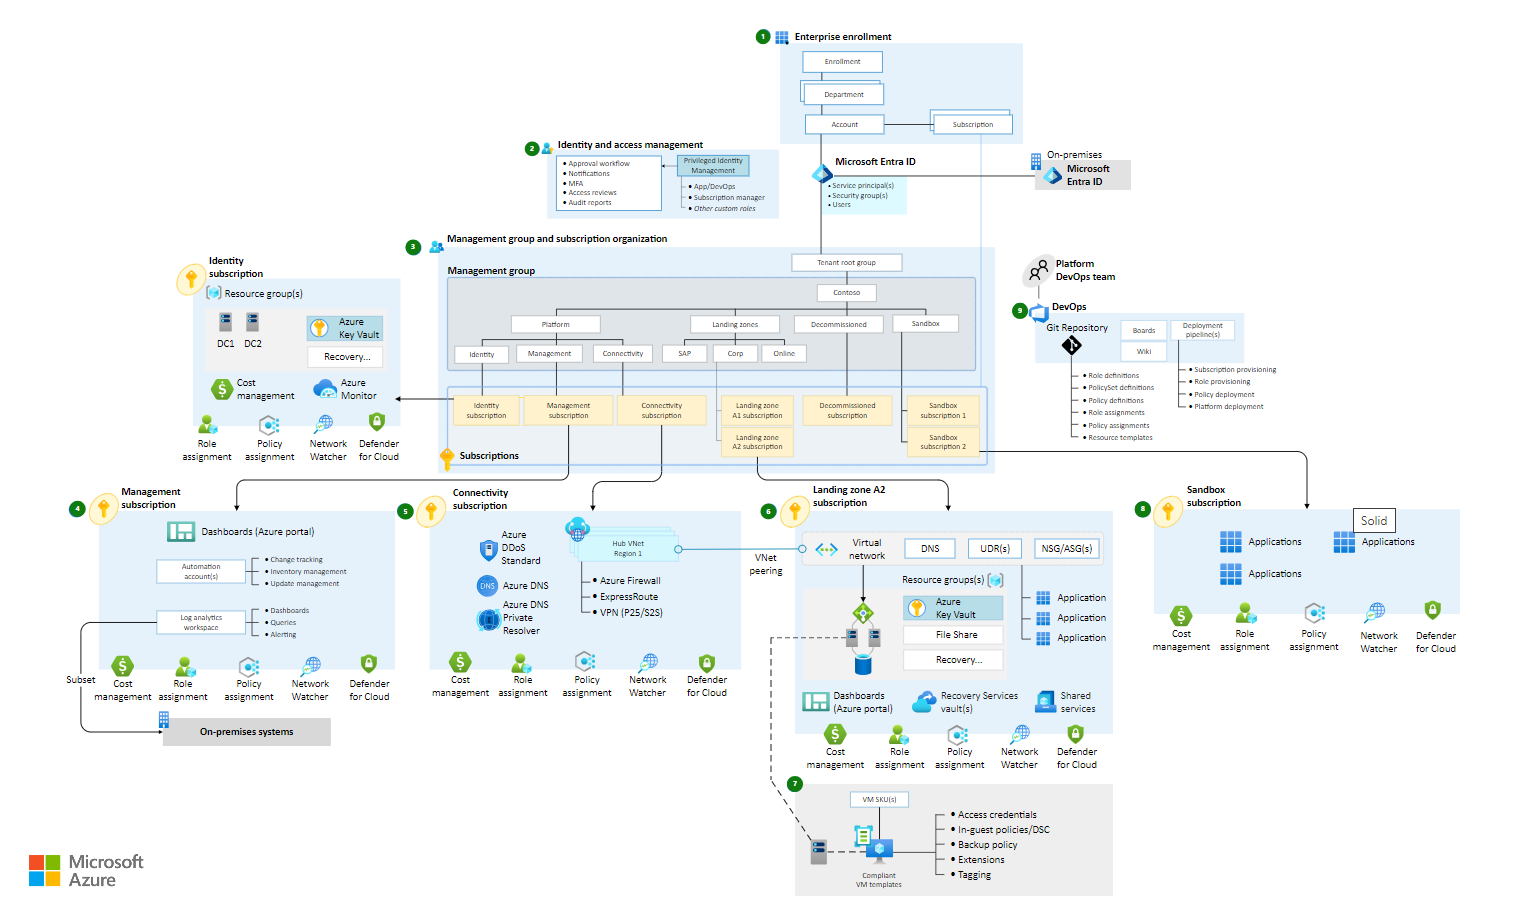 1
Enterprise enrollment
Enrollment
Department
Account
Subscription
2
Identity and access management
• Approval workflow
• Notifications
• MFA
• Access reviews
• Audit reports
Privileged Identity
Management
• App/DevOps
• Subscription manager
• Other custom roles
Microsoft Entra ID
• Service principal(s)
• Security group(s)
• Users
On-premises
Microsoft
Entra ID
3
Management group and subscription organization
Tenant root group
Management group
Contoso
Platform
Landing zones
Decommissioned
Sandbox
Identity
Management
Connectivity
SAP
Corp
Online
Identity
subscription
Management
subscription
Connectivity
subscription
Landing zone
A1 subscription
Landing zone
A2 subscription
Decommissioned
subscription
Sandbox
subscription 1
Sandbox
subscription 2
Subscriptions
Identity
subscription
Resource group(s)
DC1
DC2
Azure
Key Vault
Recovery...
Cost
management
Azure
Monitor
Role
assignment
Policy
assignment
Network
Watcher
Defender
for Cloud
Platform
DevOps team
9
DevOps
Git Repository
Boards
Wiki
Deployment
pipeline(s)
• Role definitions
• PolicySet definitions
• Policy definitions
• Role assignments
• Policy assignments
• Resource templates
• Subscription provisioning
• Role provisioning
• Policy deployment
• Platform deployment
4
Management
subscription
Dashboards (Azure portal)
Automation
account(s)
• Change tracking
• Inventory management
• Update management
Log analytics
workspace
• Dashboards
• Queries
• Alerting
Subset
Cost
management
Role
assignment
Policy
assignment
Network
Watcher
Defender
for Cloud
On-premises systems
5
Connectivity
subscription
Azure
DDoS
Standard
DNS
Azure DNS
Azure DNS
Private
Resolver
Hub VNet
Region 1
• Azure Firewall
• ExpressRoute
• VPN (P2S/S2S)
Cost
management
Role
assignment
Policy
assignment
Network
Watcher
Defender
for Cloud
VNet
peering
6
Landing zone A2
subscription
Virtual
network
DNS
UDR(s)
NSG/ASG(s)
Resource groups(s)
Azure
Key Vault
File Share
Recovery...
Application
Application
Application
Dashboards
(Azure portal)
Recovery Services
vault(s)
Shared
services
Cost
management
Role
assignment
Policy
assignment
Network
Watcher
Defender
for Cloud
7
VM SKU(s)
Compliant
VM templates
• Access credentials
• In-guest policies/DSC
• Backup policy
• Extensions
• Tagging
8
Sandbox
subscription
Solid
Applications
Applications
Applications
Cost
management
Role
assignment
Policy
assignment
Network
Watcher
Defender
for Cloud
Microsoft
Azure